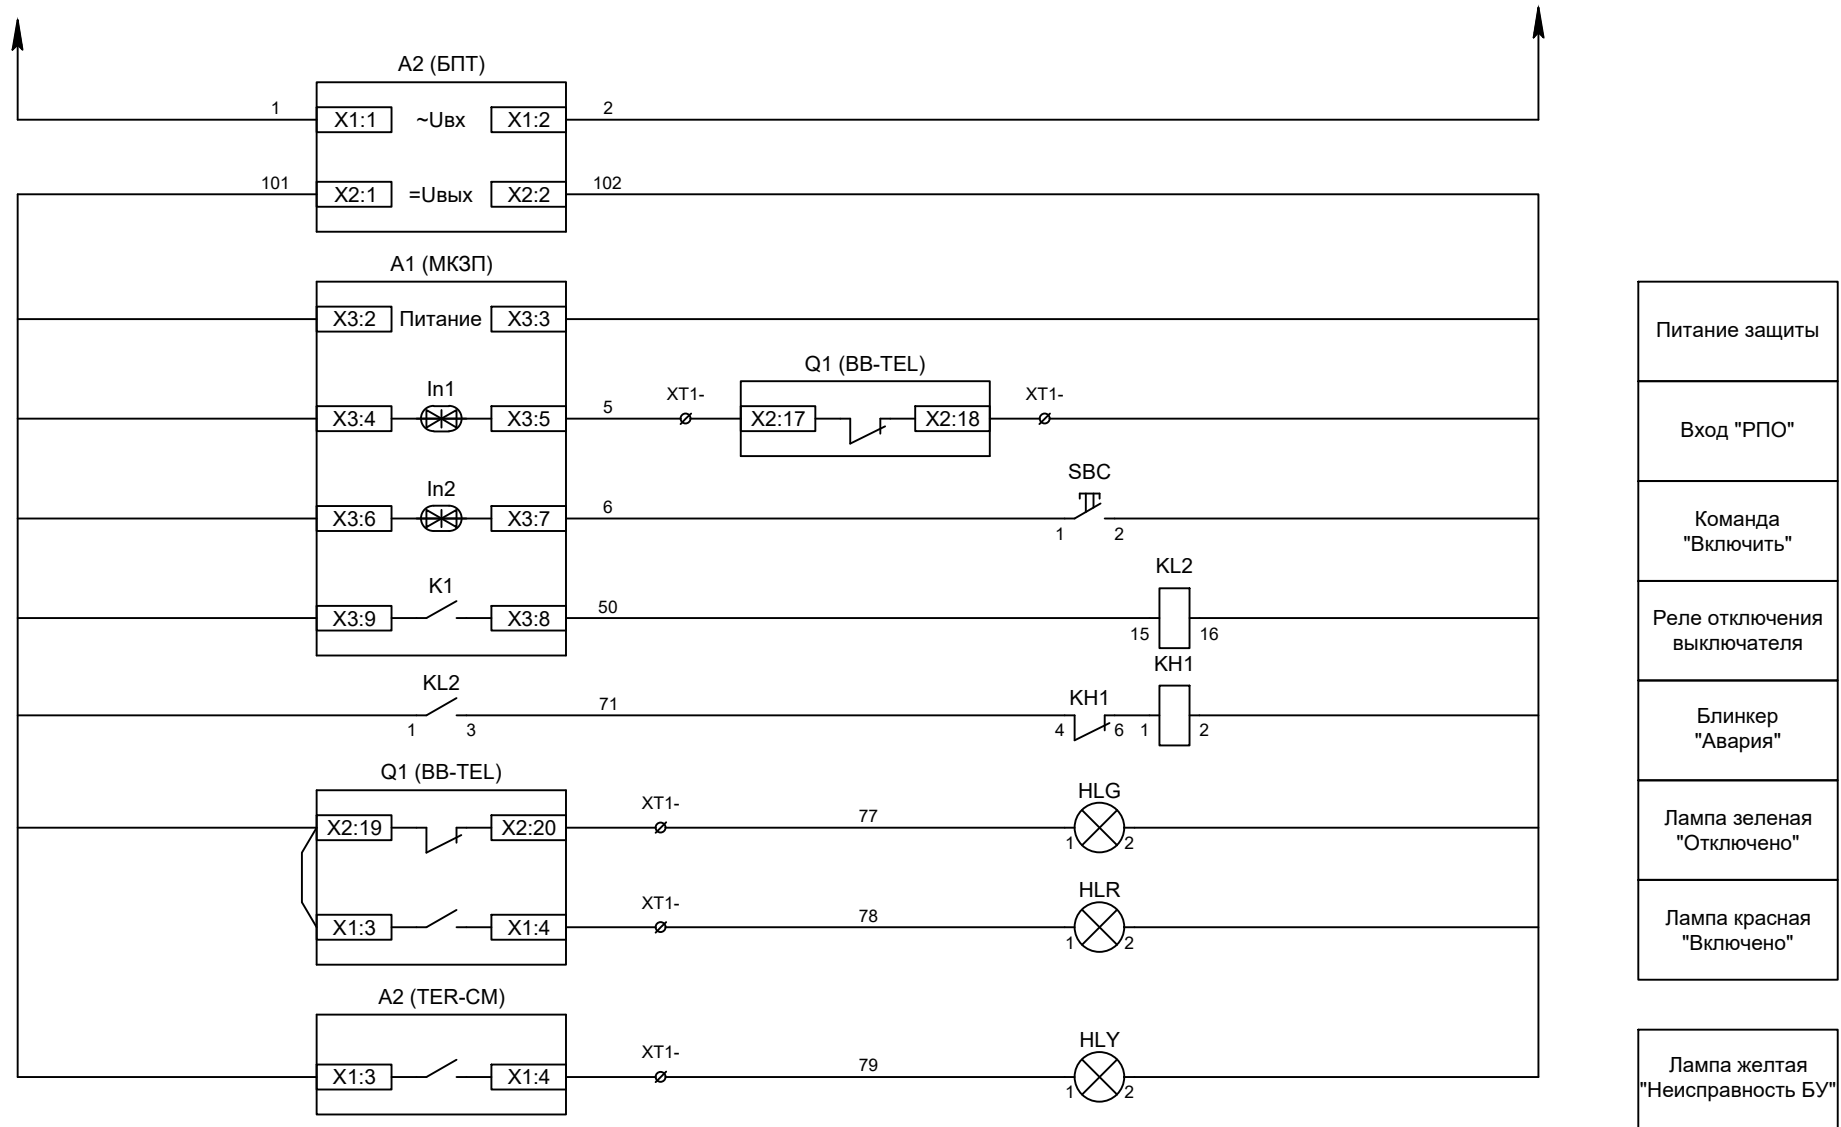 А2 (БПТ)
1 X1:1 ~Uвх X1:2 2
101 X2:1 =Uвых X2:2 102
А1 (МКЗП)
X3:2 Питание X3:3
Питание защиты
Q1 (BB-TEL)
In1
X3:4 X3:5 5 XT1- X2:17 X2:18 XT1-
Вход "РПО"
In2
SBC
X3:6 X3:7 6 1 2
Команда
"Включить"
K1
KL2
X3:9 X3:8 50 15 16
Реле отключения
выключателя
KL2
KH1
KH1
1 3 71 4 6 1 2
Блинкер
"Авария"
Q1 (BB-TEL)
HLG
X2:19 X2:20 XT1- 77 1 2
Лампа зеленая
"Отключено"
HLR
X1:3 X1:4 XT1- 78 1 2
Лампа красная
"Включено"
A2 (TER-CM)
HLY
X1:3 X1:4 XT1- 79 1 2
Лампа желтая
"Неисправность БУ"